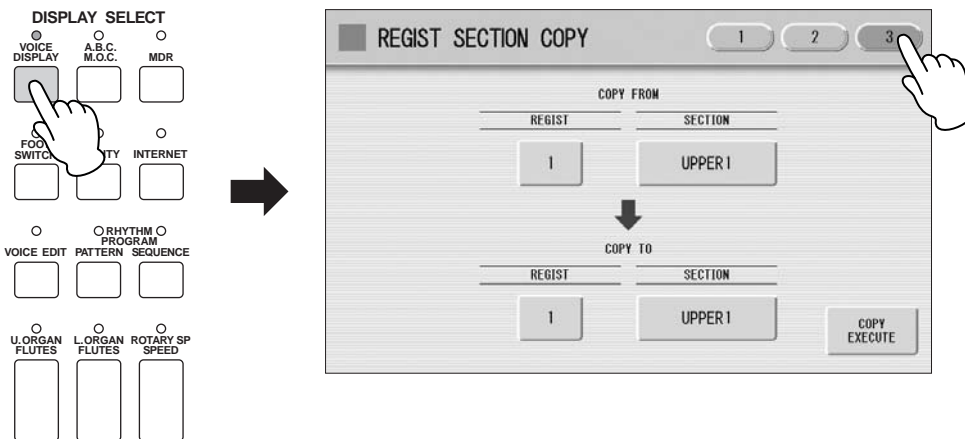 DISPLAY SELECT
VOICE DISPLAY
A.B.C. M.O.C.
MDR
INTERNET
VOICE EDIT
RHYTHM PROGRAM
PATTERN
SEQUENCE
U.ORGAN FLUTES
L.ORGAN FLUTES
ROTARY SP SPEED
REGIST SECTION COPY
1
2
3
COPY FROM
REGIST
SECTION
1
UPPER1
COPY TO
REGIST
SECTION
1
UPPER1
COPY EXECUTE